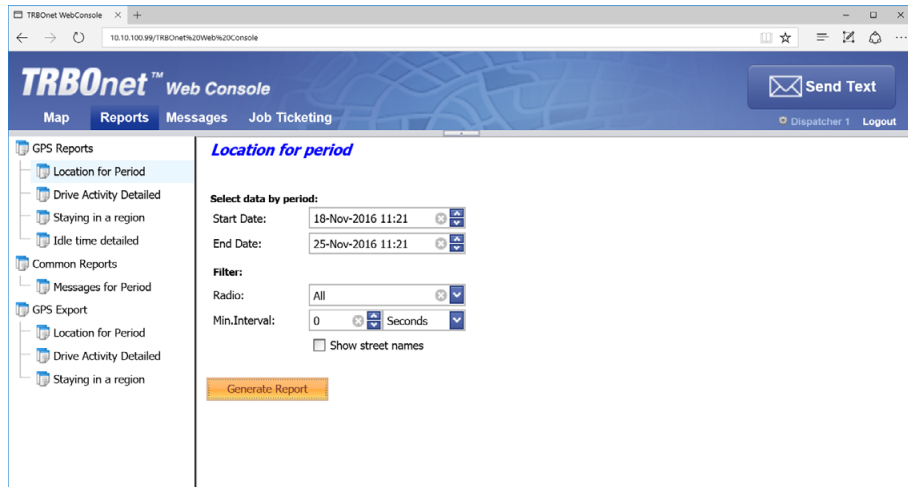 TRBOnet WebConsole
10.10.100.99/TRBOnet%20Web%20Console
TRBOnet™ Web Console
Send Text
Map Reports Messages Job Ticketing
Dispatcher 1 Logout
GPS Reports
Location for Period
Drive Activity Detailed
Staying in a region
Idle time detailed
Common Reports
Messages for Period
GPS Export
Location for Period
Drive Activity Detailed
Staying in a region
Location for period
Select data by period:
Start Date: 18-Nov-2016 11:21
End Date: 25-Nov-2016 11:21
Filter:
Radio: All
Min.Interval: 0 Seconds
Show street names
Generate Report